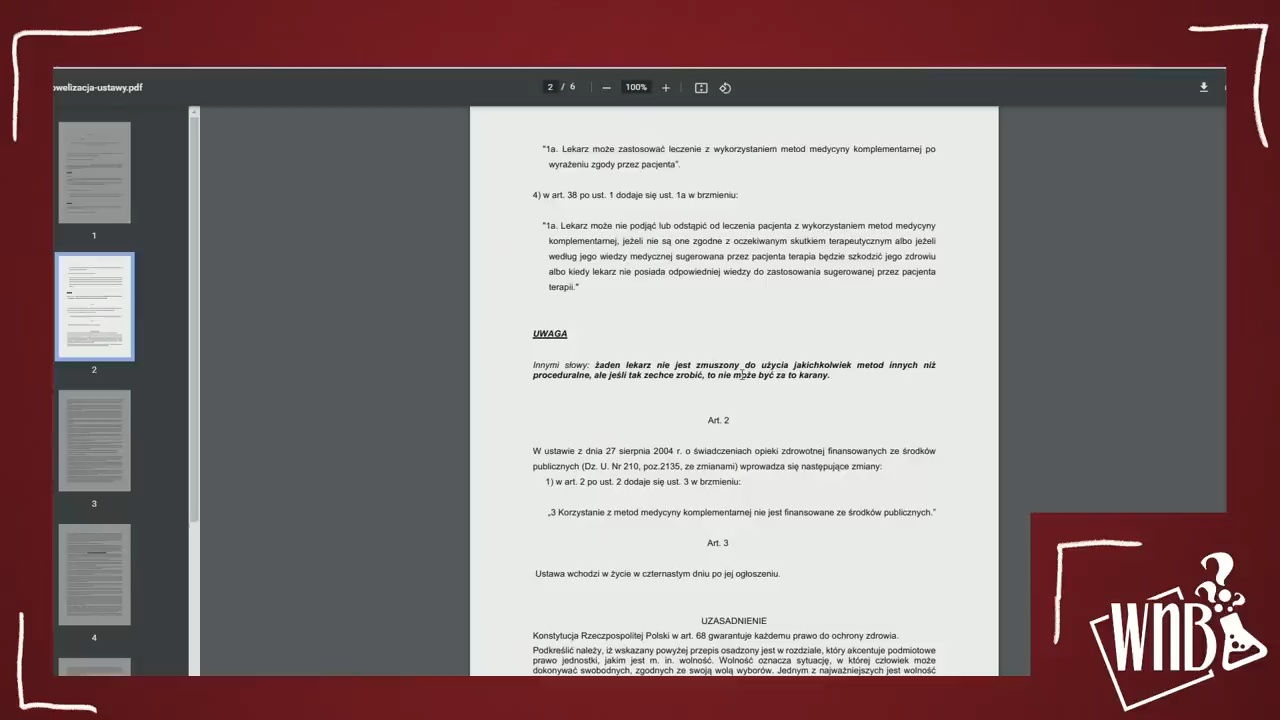 owelizacja-ustawy.pdf
2 / 6
100%
"1a. Lekarz może zastosować leczenie z wykorzystaniem metod medycyny komplementarnej po
wyrażeniu zgody przez pacjenta".
4) w art. 38 po ust. 1 dodaje się ust. 1a w brzmieniu:
"1a. Lekarz może nie podjąć lub odstąpić od leczenia pacjenta z wykorzystaniem metod medycyny
komplementarnej, jeżeli nie są one zgodne z oczekiwanym skutkiem terapeutycznym albo jeżeli
według jego wiedzy medycznej sugerowana przez pacjenta terapia będzie szkodzić jego zdrowiu
albo kiedy lekarz nie posiada odpowiedniej wiedzy do zastosowania sugerowanej przez pacjenta
terapii."
UWAGA
Innymi słowy; żaden lekarz nie jest zmuszony do użycia jakichkolwiek metod innych niż
proceduralne, ale jeśli tak zechce zrobić, to nie może być za to karany.
Art. 2
W ustawie z dnia 27 sierpnia 2004 r. o świadczeniach opieki zdrowotnej finansowanych ze środków
publicznych (Dz. U. Nr 210, poz.2135, ze zmianami) wprowadza się następujące zmiany:
1) w art. 2 po ust. 2 dodaje się ust. 3 w brzmieniu:
„3 Korzystanie z metod medycyny komplementarnej nie jest finansowane ze środków publicznych.”
Art. 3
Ustawa wchodzi w życie w czternastym dniu po jej ogłoszeniu.
UZASADNIENIE
Konstytucja Rzeczpospolitej Polski w art. 68 gwarantuje każdemu prawo do ochrony zdrowia.
Podkreślić należy, iż wskazany powyżej przepis osadzony jest w rozdziale, który akcentuje podmiotowe
prawo jednostki, jakim jest m. in. wolność. Wolność oznacza sytuację, w której człowiek może
dokonywać swobodnych, zgodnych ze swoją wolą wyborów. Jednym z najważniejszych jest wolność
1
2
3
4
WNB
???